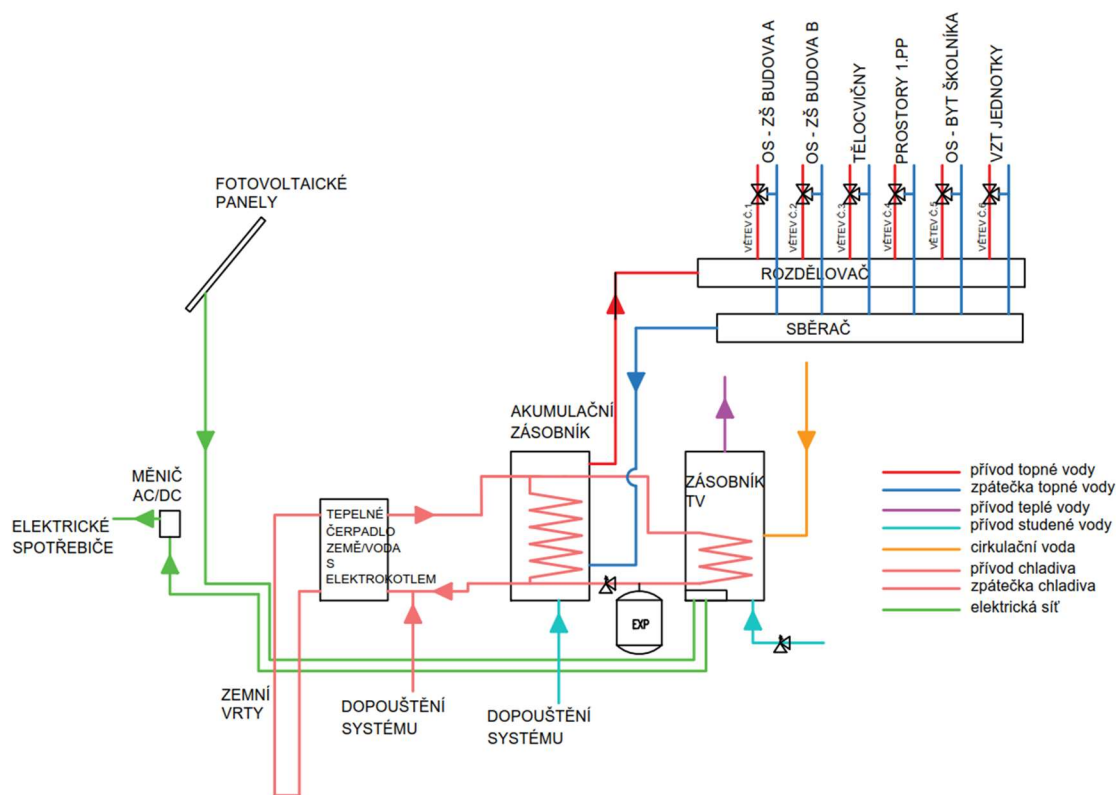 OS - ZŠ BUDOVA A
OS - ZŠ BUDOVA B
TĚLOCVIČNY
PROSTORY 1.PP
OS - BYT ŠKOLNÍKA
VZT JEDNOTKY
VĚTEV Č.1
VĚTEV Č.2
VĚTEV Č.3
VĚTEV Č.4
VĚTEV Č.5
VĚTEV Č.6
FOTOVOLTAICKÉ
PANELY
ROZDĚLOVAČ
SBĚRAČ
AKUMULAČNÍ
ZÁSOBNÍK
MĚNIČ
AC/DC
ELEKTRICKÉ
SPOTŘEBIČE
TEPELNÉ
ČERPADLO
ZEMĚ/VODA
S
ELEKTROKOTLEM
ZÁSOBNÍK
TV
EXP
přívod topné vody
zpátečka topné vody
přívod teplé vody
přívod studené vody
cirkulační voda
přívod chladiva
zpátečka chladiva
elektrická síť
ZEMNÍ
VRTY
DOPOUŠTĚNÍ
SYSTÉMU
DOPOUŠTĚNÍ
SYSTÉMU